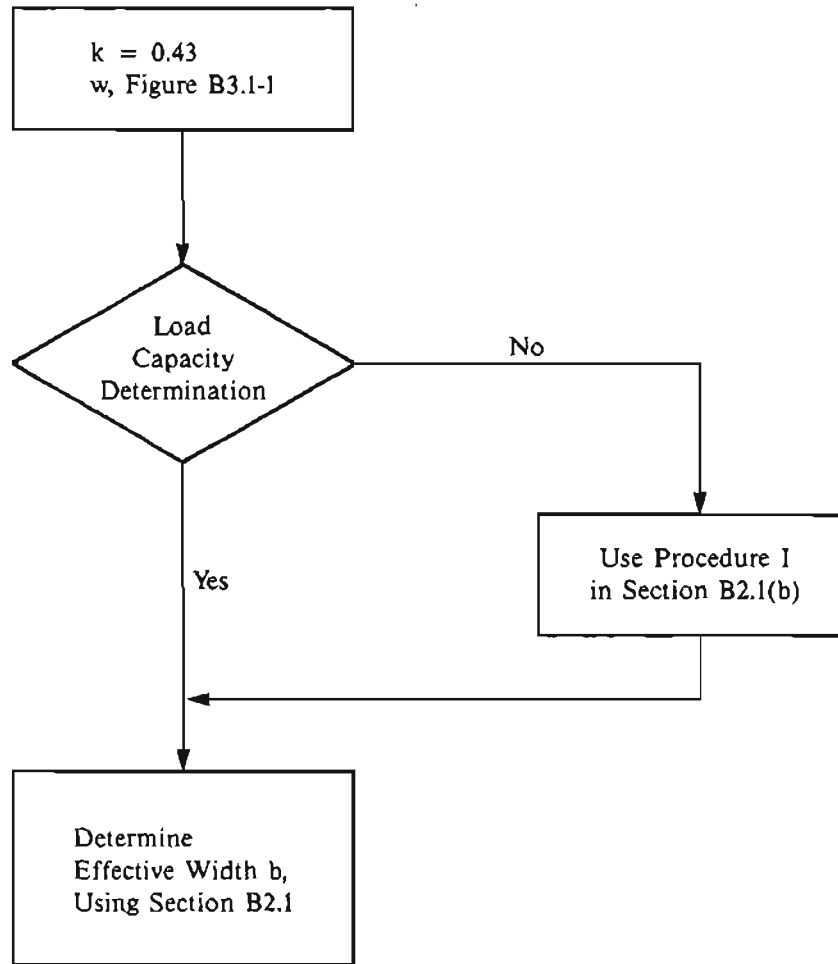 k = 0.43
w, Figure B3.1-1
Load
Capacity
Determination
No
Yes
Use Procedure I
in Section B2.1(b)
Determine
Effective Width b,
Using Section B2.1